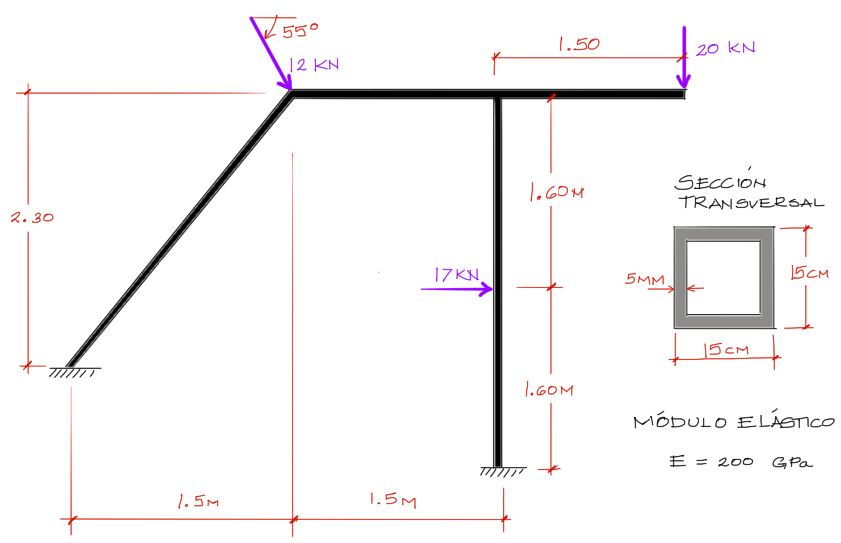 55°
12 KN
1.50
20 KN
2.30
1.60M
SECCIÓN
TRANSVERSAL
17KN
5MM
15CM
15CM
1.60M
MÓDULO ELÁSTICO
E = 200 GPa
1.5M
1.5M